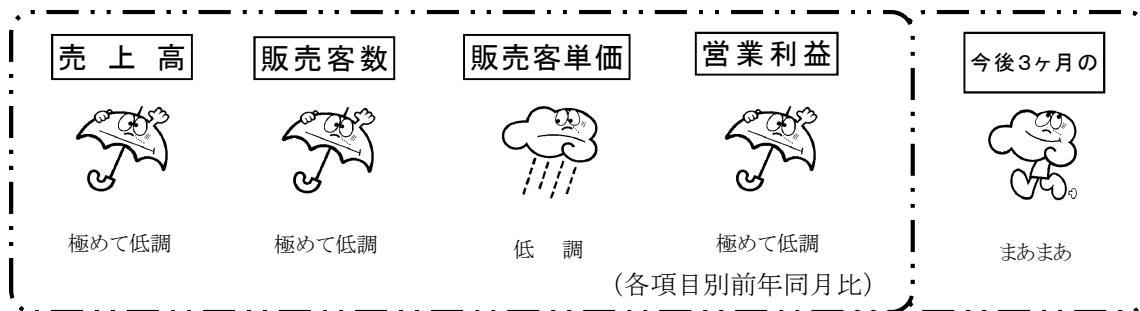 売上高
販売客数
販売客単価
営業利益
今後3ヶ月の
極めて低調
極めて低調
低調
極めて低調
まあまあ
(各項目別前年同月比)